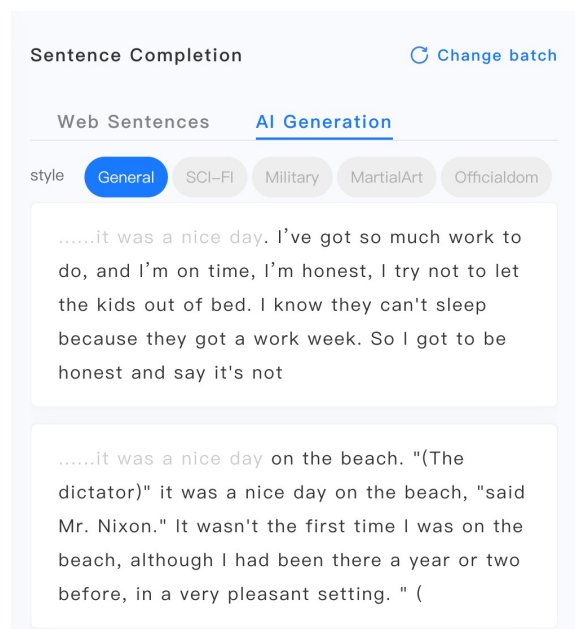 Sentence Completion
Change batch
Web Sentences
AI Generation
style
General
SCI-FI
Military
MartialArt
Officialdom
......it was a nice day. I’ve got so much work to
do, and I’m on time, I’m honest, I try not to let
the kids out of bed. I know they can't sleep
because they got a work week. So I got to be
honest and say it's not
......it was a nice day on the beach. "(The
dictator)" it was a nice day on the beach, "said
Mr. Nixon." It wasn't the first time I was on the
beach, although I had been there a year or two
before, in a very pleasant setting. " (